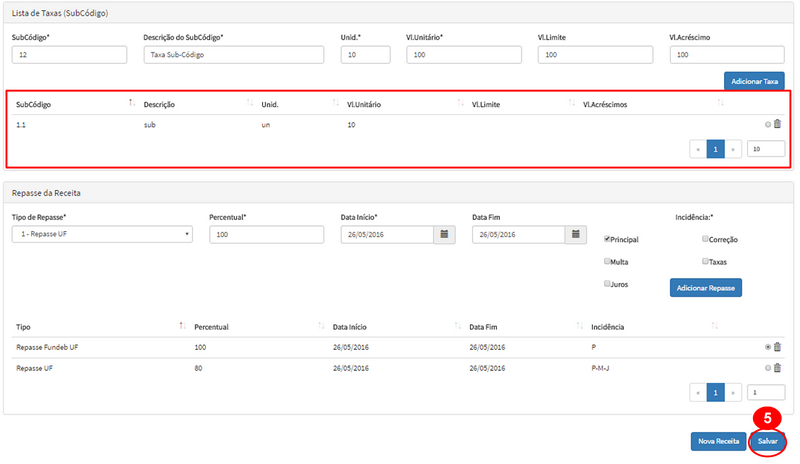 Lista de Taxas (SubCódigo)
SubCódigo* Descrição do SubCódigo* Unid.* Vl.Unitário* Vl.Limite Vl.Acréscimo
12 Taxa Sub-Código 10 100 100 100
Adicionar Taxa
SubCódigo Descrição Unid. Vl.Unitário Vl.Limite Vl.Acréscimos
1.1 sub un 10
« 1 » 10
Repasse da Receita
Tipo de Repasse* Percentual* Data Início* Data Fim Incidência:*
1 - Repasse UF 100 26/05/2016 26/05/2016
Principal Correção
Multa Taxas
Juros Adicionar Repasse
Tipo Percentual Data Início Data Fim Incidência
Repasse Fundeb UF 100 26/05/2016 26/05/2016 P
Repasse UF 80 26/05/2016 26/05/2016 P-M-J
« 1 » 1
5
Nova Receita Salvar